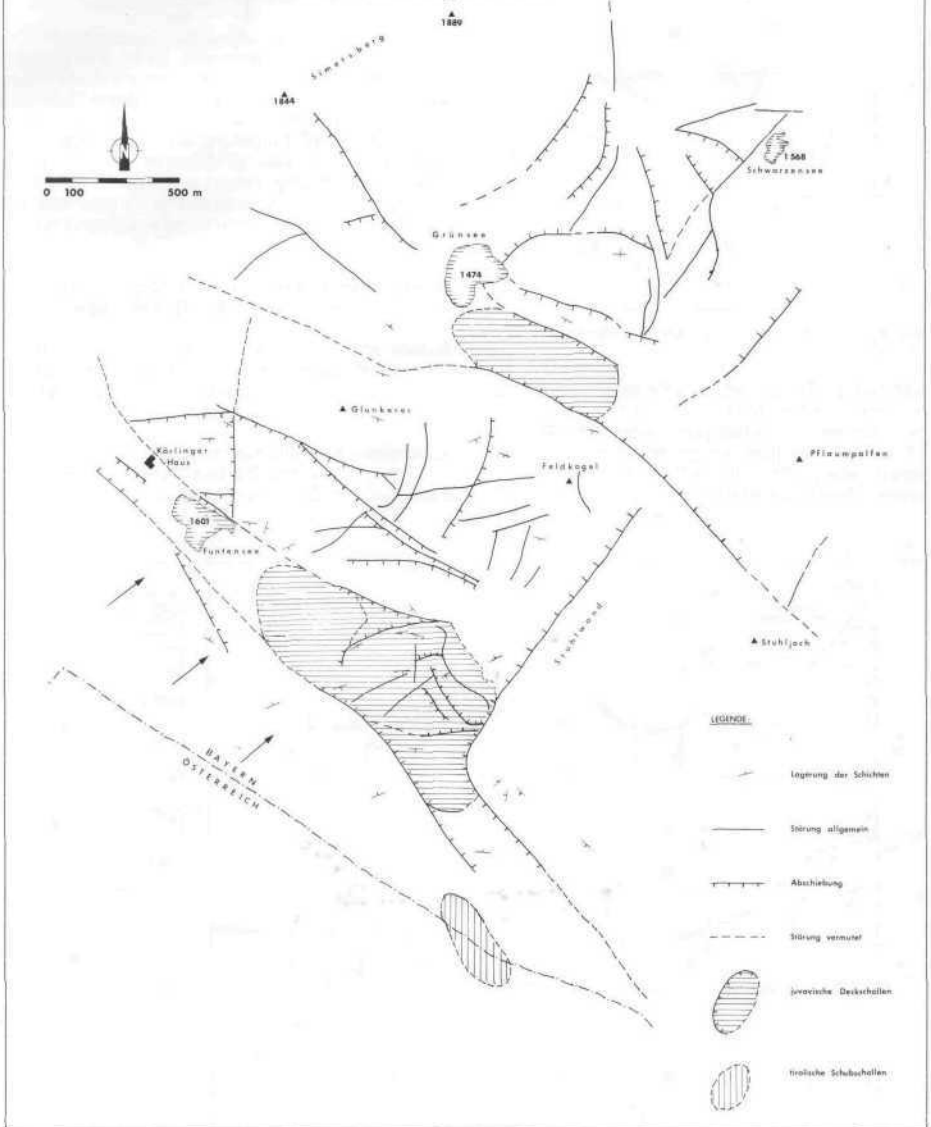 1889
Simersberg
1844
N
0 100 500 m
1568
Schwarzensee
Grünsee
1474
Glunkerer
Kärlinger
-Haus
Feldkogel
Pflaumpalfen
1601
Funtensee
Stuhlwand
Stuhljoch
BAYERN
ÖSTERREICH
LEGENDE:
Lagerung der Schichten
Störung allgemein
Abschiebung
Störung vermutet
juvavische Deckschollen
tirolische Schubschollen